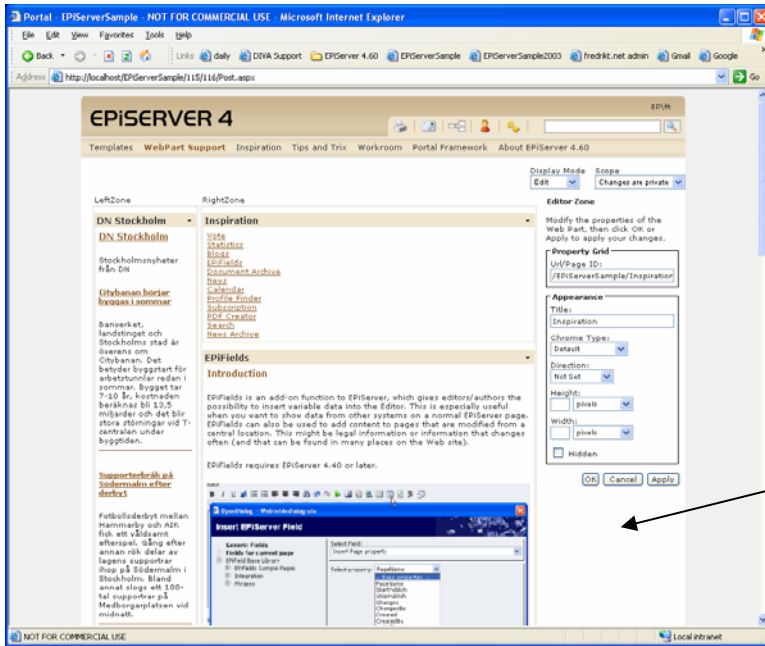 Portal - EPiServerSample - NOT FOR COMMERCIAL USE - Microsoft Internet Explorer
File Edit View Favorites Tools Help
Back Links daily DIVA Support EPiServer 4.60 EPiServerSample EPiServerSample2003 fredrikt.net admin Gmail Google
Address http://localhost/EPiServerSample/115/116/Post.aspx Go
EPiSERVER 4
EP\ft
Templates WebPart Support Inspiration Tips and Trix Workroom Portal Framework About EPiServer 4.60
Display Mode Scope
Edit Changes are private
LeftZone RightZone Editor Zone
DN Stockholm
DN Stockholm
Stockholmsnyheter
från DN
Citybanan börjar
byggas i sommar
Banverket,
landstinget och
Stockholms stad är
överens om
Citybanan. Det
betyder byggstart för
arbetstunnlar redan i
sommar. Bygget tar
7-10 år, kostnaden
beräknas bli 13,5
miljarder och det blir
stora störningar vid T-
centralen under
byggtiden.
Supporterbråk på
Södermalm efter
derbyt
Fotbollsderbyt mellan
Hammarby och AIK
fick ett våldsamt
efterspel. Gång efter
annan rök delar av
lagens supportrar
ihop på Södermalm i
Stockholm. Bland
annat slogs ett 100-
tal supportrar på
Medborgarplatsen vid
midnatt.
Inspiration
Vote
Statistics
Blogs
EPiFields
Document Archive
News
Calendar
Profile Finder
Subscription
PDF Creator
Search
News Archive
EPiFields
Introduction
EPiFields is an add-on function to EPiServer, which gives editors/authors the
possibility to insert variable data into the Editor. This is especially useful
when you want to show data from other systems on a normal EPiServer page.
EPiFields can also be used to add content to pages that are modified from a
central location. This might be legal information or information that changes
often (and that can be found in many places on the Web site).
EPiFields requires EPiServer 4.40 or later.
Insert EPiServer Field
Generic Fields
Fields for current page
EPiField Base Library
EPiFields Sample Pages
Integration
Phrases
Select Field:
Insert Page property
Select property: PageName
PageName
StartPublish
StopPublish
Changed
ChangedBy
Created
CreatedBy
Modify the properties of the
Web Part, then click OK or
Apply to apply your changes.
Property Grid
Url/Page ID:
/EPiServerSample/Inspiration
Appearance
Title:
Inspiration
Chrome Type:
Default
Direction:
Not Set
Height:
pixels
Width:
pixels
Hidden
OK Cancel Apply
NOT FOR COMMERCIAL USE Local intranet